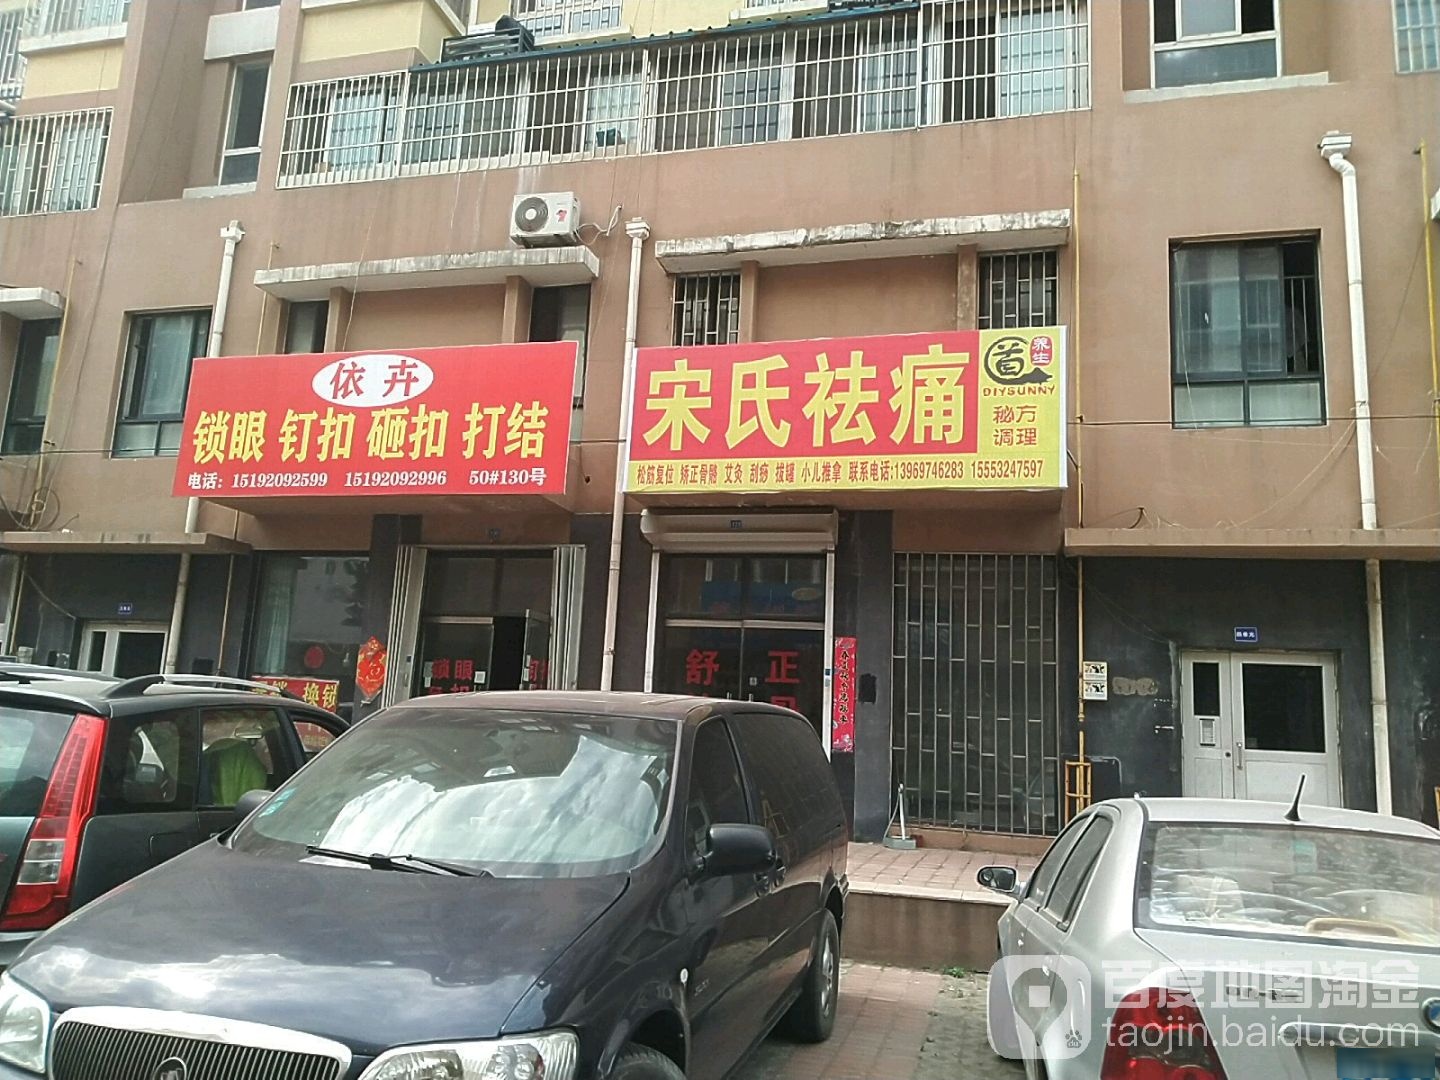 依卉
锁眼 钉扣 砸扣 打结
电话：15192092599 15192092996 50#130号
宋氏祛痛
首
养生
DIYSUNNY
秘方
调理
松筋复位 矫正骨骼 艾灸 刮痧 拔罐 小儿推拿 联系电话:13969746283 15553247597
锁眼
换锁
舒 正
百度地图淘金
taojin.baidu.com